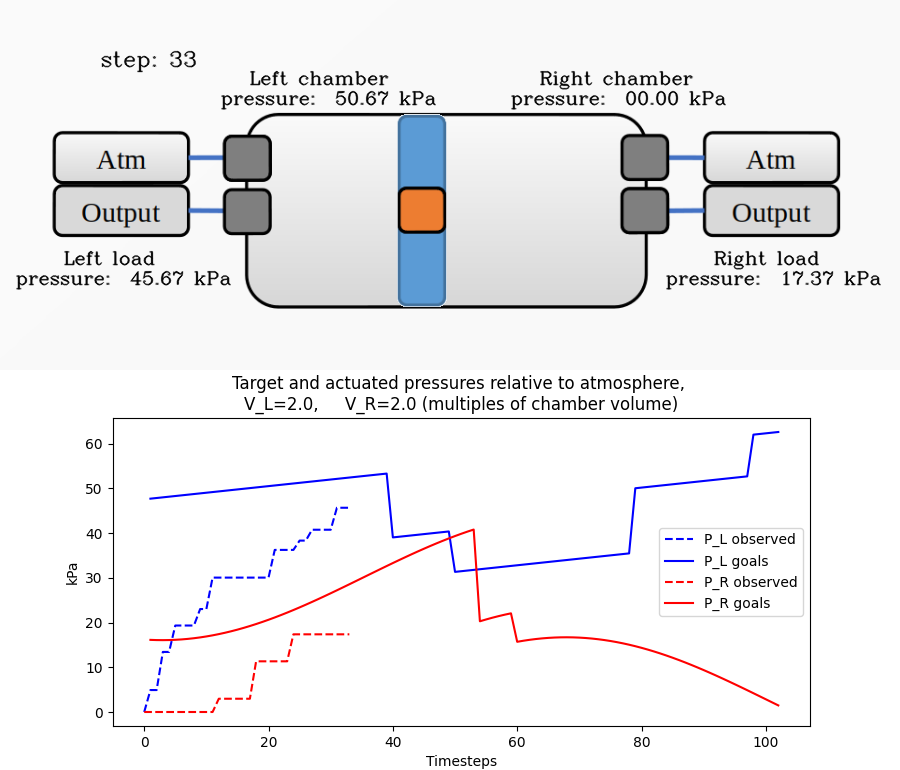 step: 33
Left chamber
pressure: 50.67 kPa
Right chamber
pressure: 00.00 kPa
Atm
Output
Atm
Output
Left load
pressure: 45.67 kPa
Right load
pressure: 17.37 kPa
Target and actuated pressures relative to atmosphere,
V_L=2.0, V_R=2.0 (multiples of chamber volume)
60
50
40
30
20
10
0
kPa
P_L observed
P_L goals
P_R observed
P_R goals
0 20 40 60 80 100
Timesteps